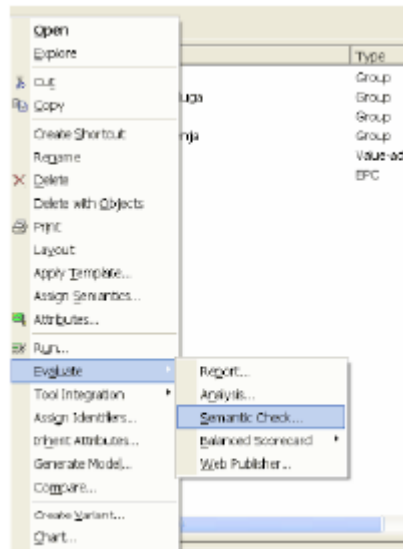 Open
Explore
Cut
Copy
Create Shortcut
Rename
Delete
Delete with Objects
Print
Layout
Apply Template...
Assign Semantics...
Attributes...
Run...
Evaluate
Tool Integration
Assign Identifiers...
Inherit Attributes...
Generate Model...
Compare...
Create Variant...
Chart...
Report...
Analysis...
Semantic Check...
Balanced Scorecard
Web Publisher...
Type
Group
luga Group
Group
nja Group
Value-ad
EPC